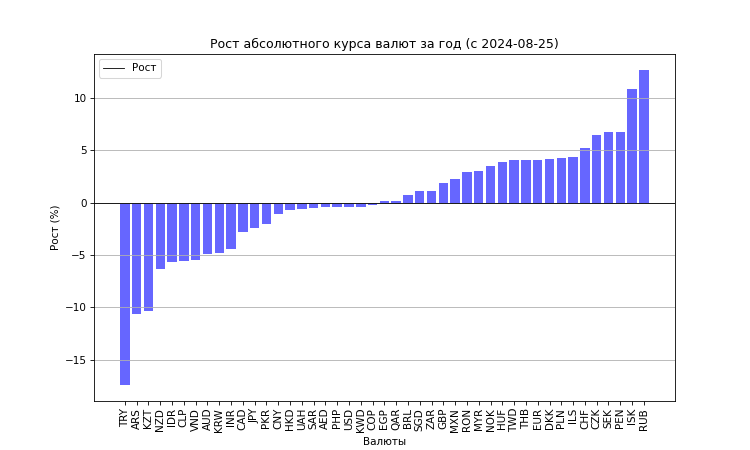 Рост абсолютного курса валют за год (с 2024-08-25)
Рост
10
5
0
−5
−10
−15
Рост (%)
TRY
ARS
KZT
NZD
IDR
CLP
VND
AUD
KRW
INR
CAD
JPY
PKR
CNY
HKD
UAH
SAR
AED
PHP
USD
KWD
COP
EGP
QAR
BRL
SGD
ZAR
GBP
MXN
RON
MYR
NOK
HUF
TWD
THB
EUR
DKK
PLN
ILS
CHF
CZK
SEK
PEN
ISK
RUB
Валюты